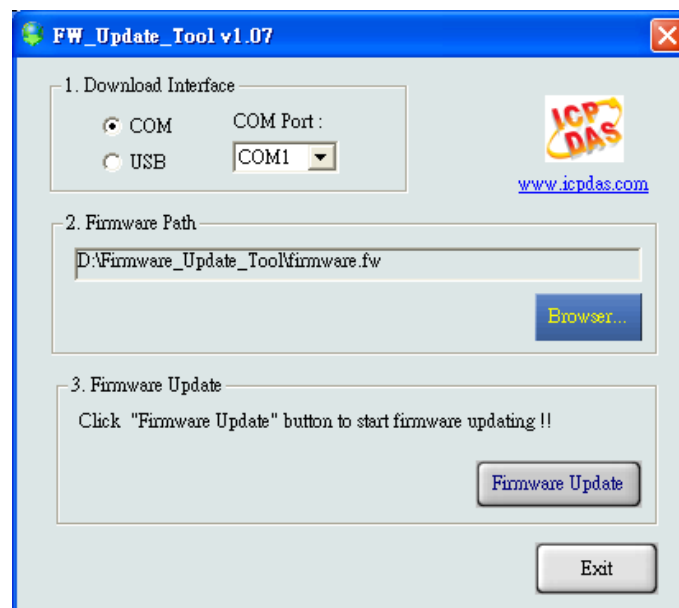 FW_Update_Tool v1.07
1. Download Interface
COM
COM Port :
USB
COM1
ICP
DAS
www.icpdas.com
2. Firmware Path
D:\Firmware_Update_Tool\firmware.fw
Browser...
3. Firmware Update
Click "Firmware Update" button to start firmware updating !!
Firmware Update
Exit